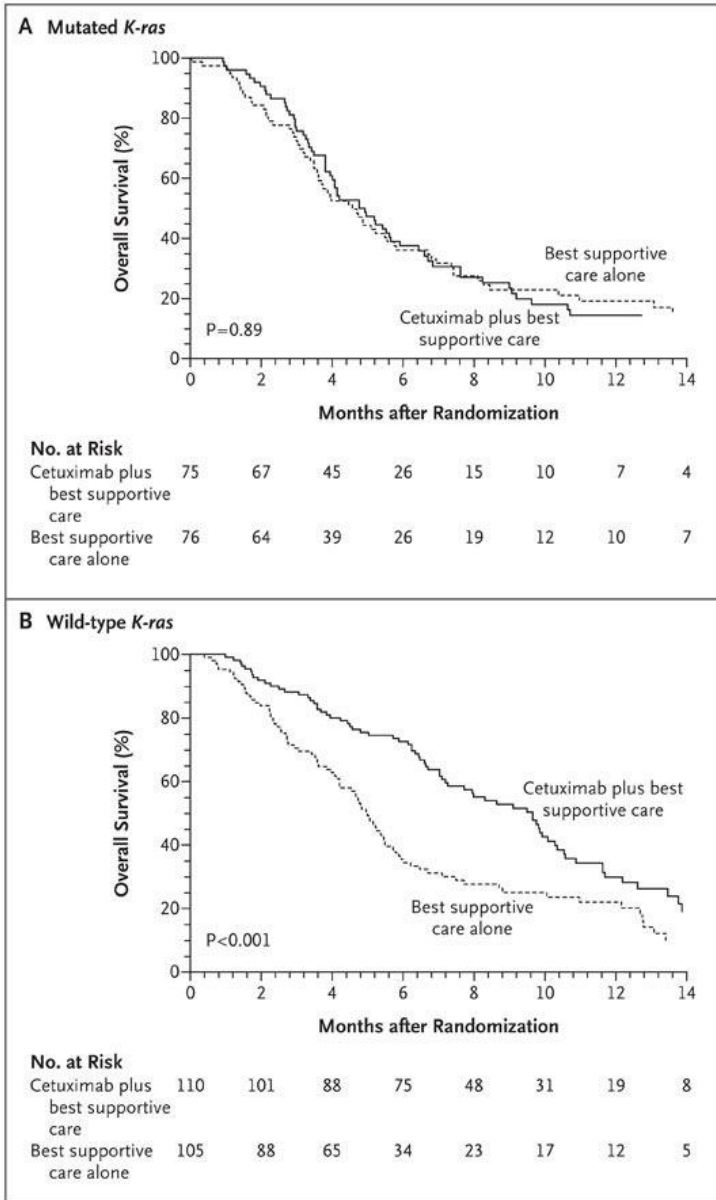 A Mutated K-ras
100
80
60
40
20
0
Overall Survival (%)
Best supportive
care alone
Cetuximab plus best
supportive care
P=0.89
0 2 4 6 8 10 12 14
Months after Randomization
No. at Risk
Cetuximab plus 75 67 45 26 15 10 7 4
best supportive
care
Best supportive 76 64 39 26 19 12 10 7
care alone
B Wild-type K-ras
100
80
60
40
20
0
Overall Survival (%)
Cetuximab plus best
supportive care
Best supportive
care alone
P<0.001
0 2 4 6 8 10 12 14
Months after Randomization
No. at Risk
Cetuximab plus 110 101 88 75 48 31 19 8
best supportive
care
Best supportive 105 88 65 34 23 17 12 5
care alone